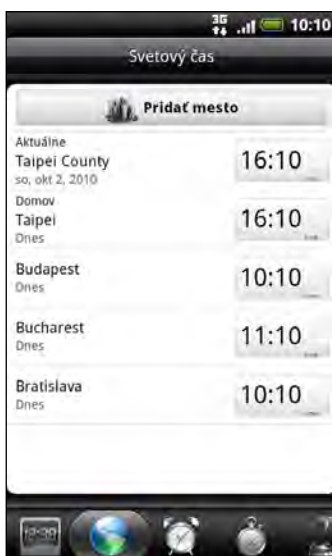 3G 10:10
Svetový čas
Pridať mesto
Aktuálne
Taipei County 16:10
so, okt 2, 2010
Domov
Taipei 16:10
Dnes
Budapest 10:10
Dnes
Bucharest 11:10
Dnes
Bratislava 10:10
Dnes